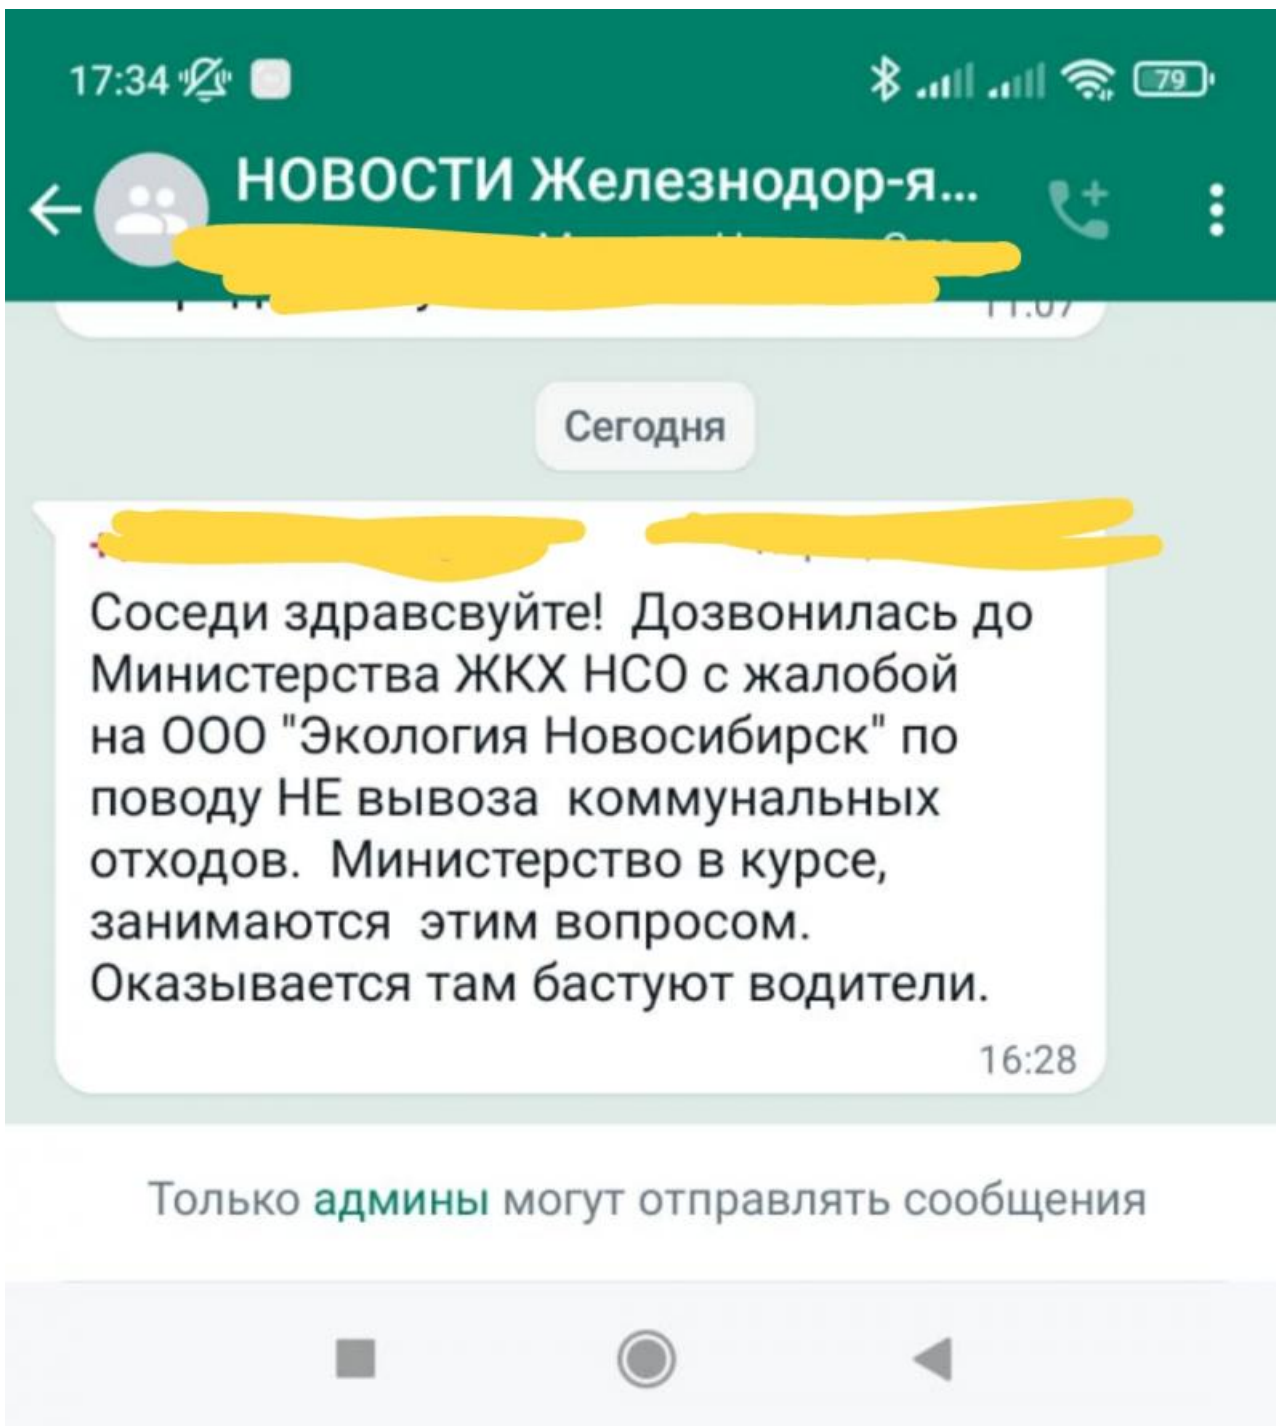 17:34
79
НОВОСТИ Железнодор-я...
11:07
Сегодня
Соседи здравсвуйте!  Дозвонилась до
Министерства ЖКХ НСО с жалобой
на ООО "Экология Новосибирск" по
поводу НЕ вывоза  коммунальных
отходов.  Министерство в курсе,
занимаются  этим вопросом.
Оказывается там бастуют водители.
16:28
Только админы могут отправлять сообщения